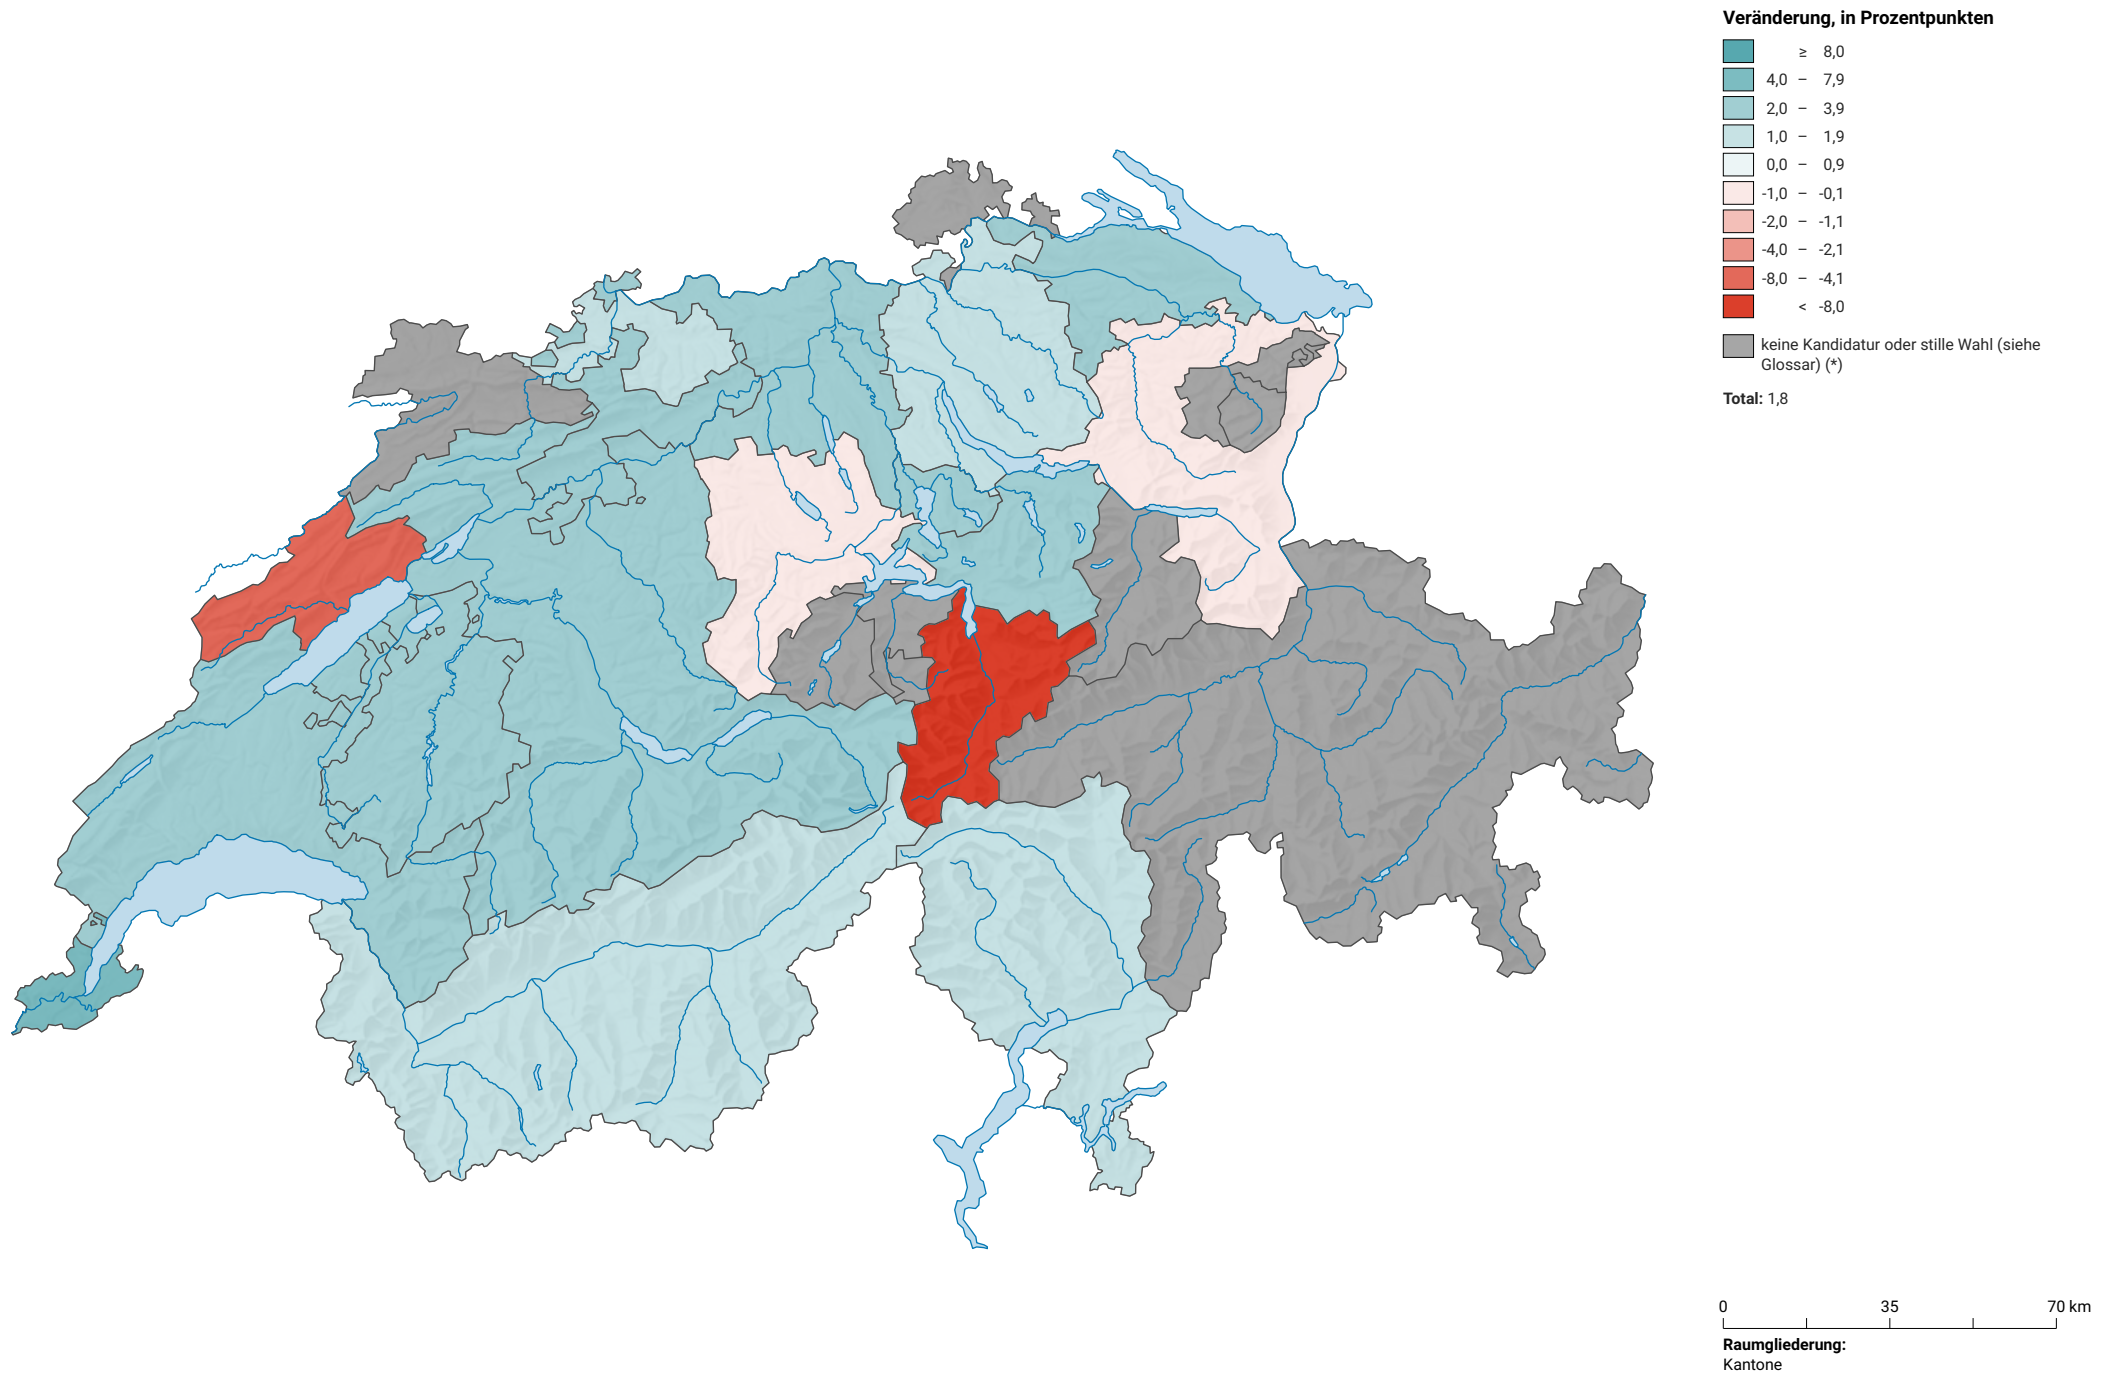 Veränderung, in Prozentpunkten
≥ 8,0
4,0 – 7,9
2,0 – 3,9
1,0 – 1,9
0,0 – 0,9
-1,0 – -0,1
-2,0 – -1,1
-4,0 – -2,1
-8,0 – -4,1
< -8,0
keine Kandidatur oder stille Wahl (siehe
Glossar) (*)
Total: 1,8
0 35 70 km
Raumgliederung:
Kantone